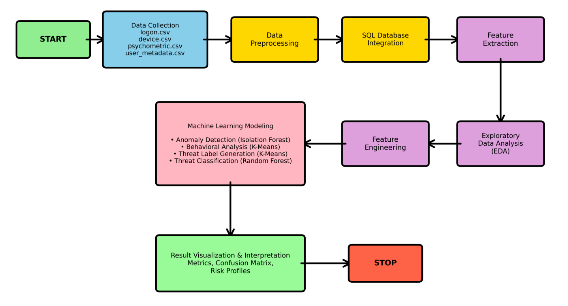 START
Data Collection
logon.csv
device.csv
psychometric.csv
user_metadata.csv
Data
Preprocessing
SQL Database
Integration
Feature
Extraction
Exploratory
Data Analysis
(EDA)
Feature
Engineering
Machine Learning Modeling
• Anomaly Detection (Isolation Forest)
• Behavioral Analysis (K-Means)
• Threat Label Generation (K-Means)
• Threat Classification (Random Forest)
Result Visualization & Interpretation
Metrics, Confusion Matrix,
Risk Profiles
STOP